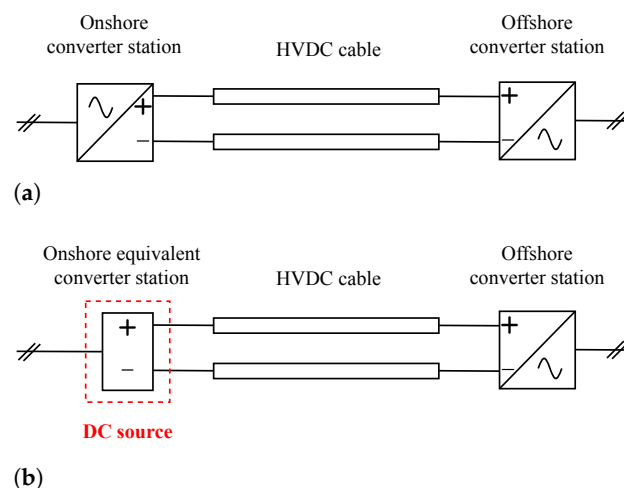 Onshore
converter station
HVDC cable
Offshore
converter station
+
−
+
−
(a)
Onshore equivalent
converter station
HVDC cable
Offshore
converter station
+
−
+
−
DC source
(b)